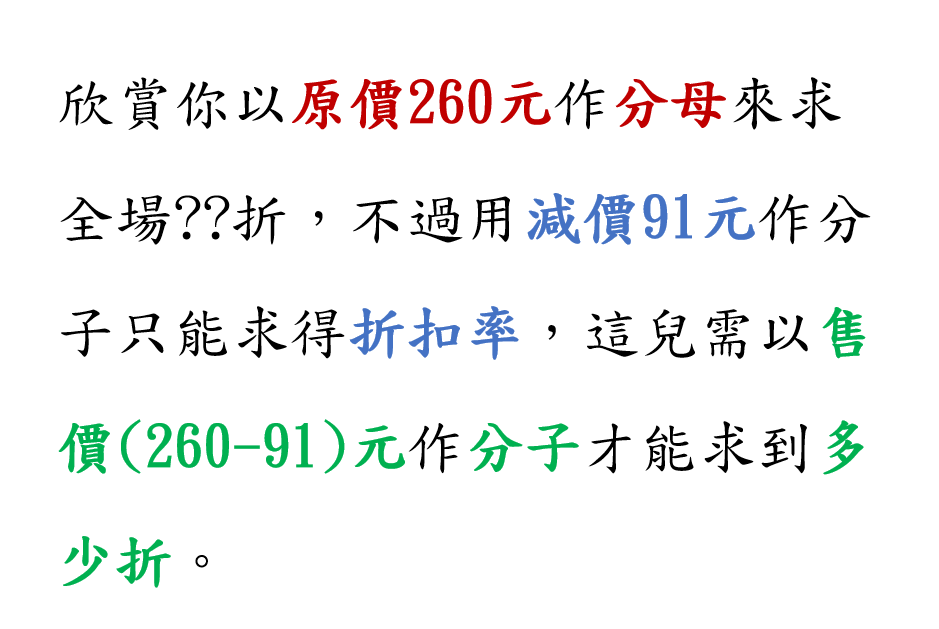 欣賞你以原價260元作分母來求
全場??折，不過用減價91元作分
子只能求得折扣率，這兒需以售
價(260-91)元作分子才能求到多
少折。